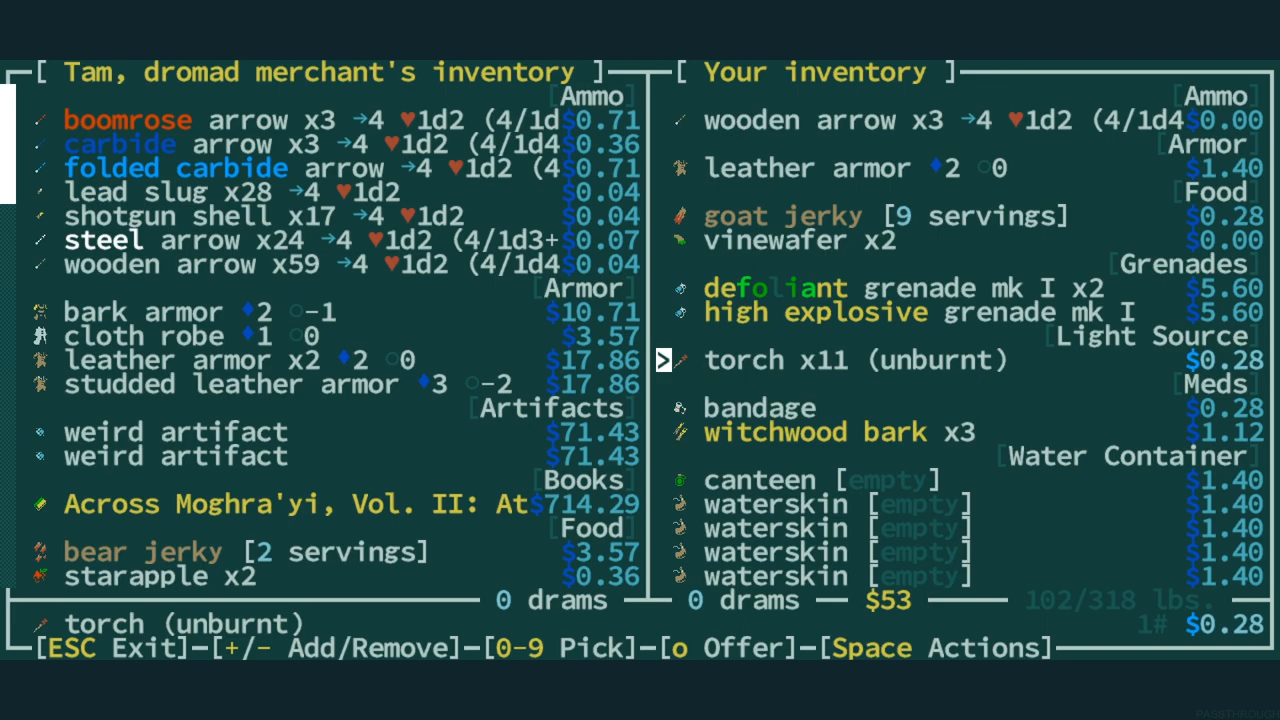 [ Tam, dromad merchant's inventory ]
[Ammo]
boomrose arrow x3 →4 ♥1d2 (4/1d $0.71
carbide arrow x3 →4 ♥1d2 (4/1d4 $0.36
folded carbide arrow →4 ♥1d2 (4 $0.71
lead slug x28 →4 ♥1d2 $0.04
shotgun shell x17 →4 ♥1d2 $0.04
steel arrow x24 →4 ♥1d2 (4/1d3+ $0.07
wooden arrow x59 →4 ♥1d2 (4/1d4 $0.04
[Armor]
bark armor ♦2 ○-1 $10.71
cloth robe ♦1 ○0 $3.57
leather armor x2 ♦2 ○0 $17.86
studded leather armor ♦3 ○-2 $17.86
[Artifacts]
weird artifact $71.43
weird artifact $71.43
[Books]
Across Moghra'yi, Vol. II: At $714.29
[Food]
bear jerky [2 servings] $3.57
starapple x2 $0.36
0 drams
[ Your inventory ]
[Ammo]
wooden arrow x3 →4 ♥1d2 (4/1d4 $0.00
[Armor]
leather armor ♦2 ○0 $1.40
[Food]
goat jerky [9 servings] $0.28
vinewafer x2 $0.00
[Grenades]
defoliant grenade mk I x2 $5.60
high explosive grenade mk I $5.60
[Light Source]
> torch x11 (unburnt) $0.28
[Meds]
bandage $0.28
witchwood bark x3 $1.12
[Water Container]
canteen [empty] $1.40
waterskin [empty] $1.40
waterskin [empty] $1.40
waterskin [empty] $1.40
waterskin [empty] $1.40
0 drams $53 102/318 lbs.
torch (unburnt) 1# $0.28
[ESC Exit] [+/- Add/Remove] [0-9 Pick] [o Offer] [Space Actions]
PASSTHROUGH